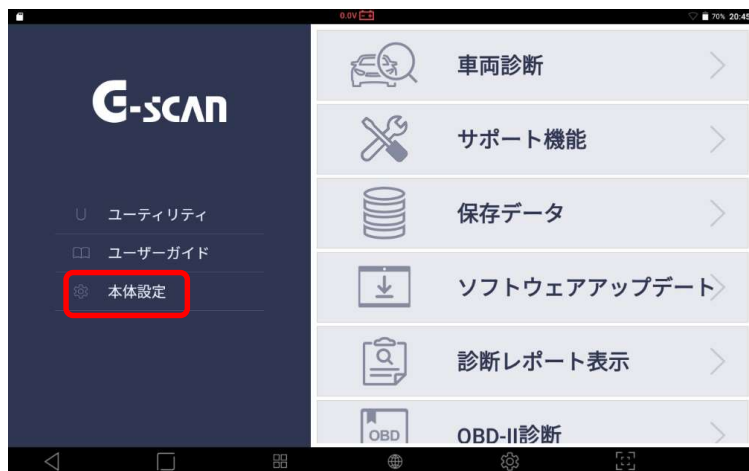 0.0V
70% 20:45
G-scan
U ユーティリティ
ユーザーガイド
本体設定
車両診断
サポート機能
保存データ
ソフトウェアアップデート
診断レポート表示
OBD
OBD-II診断